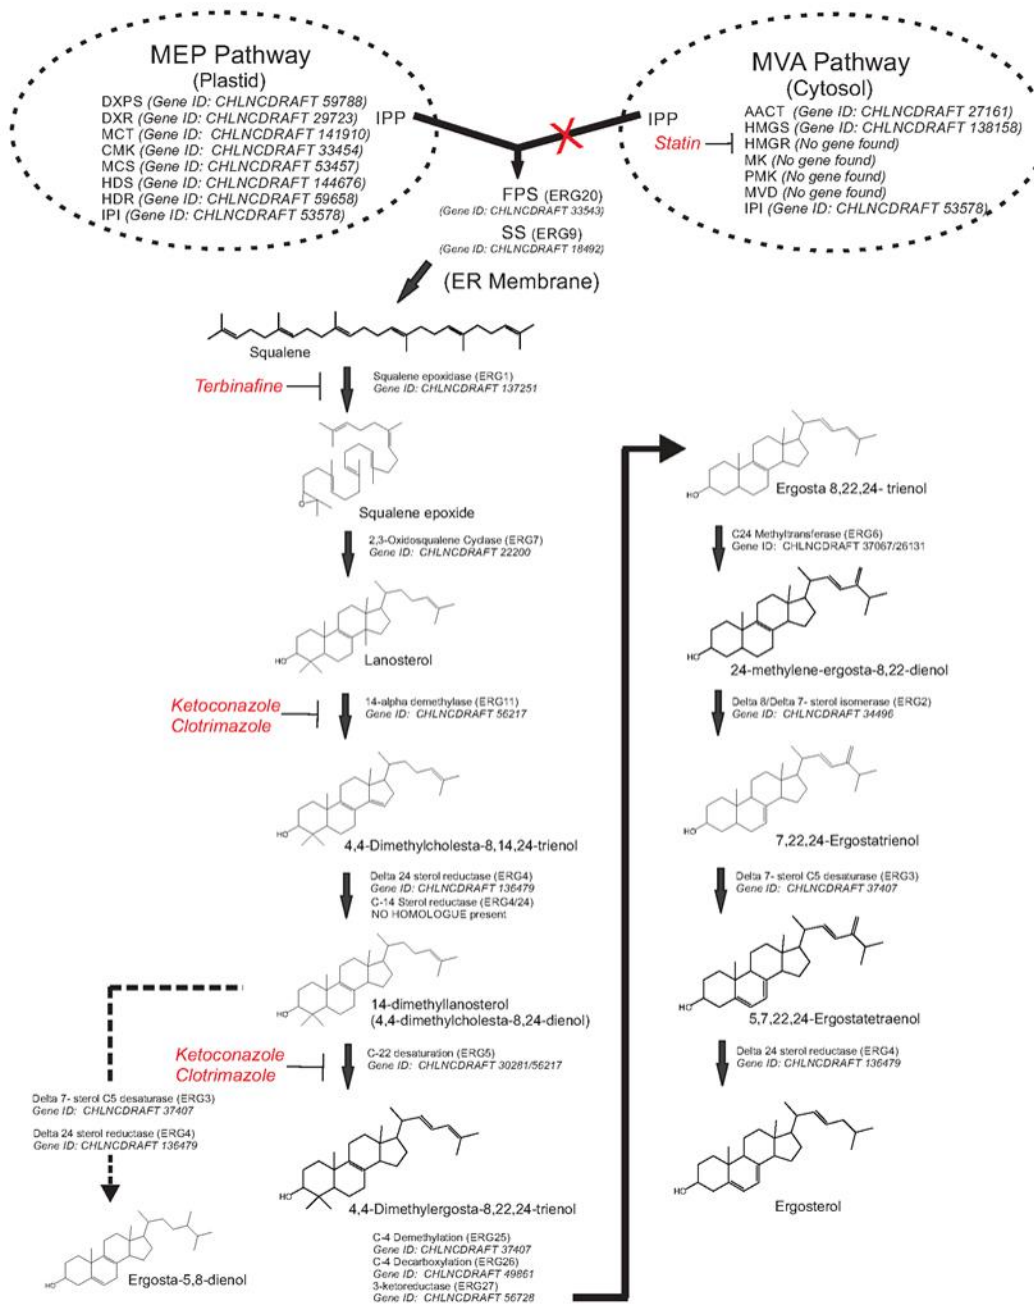 MEP Pathway
(Plastid)
DXPS (Gene ID: CHLNCDRAFT 59788)
DXR (Gene ID: CHLNCDRAFT 29723)
MCT (Gene ID: CHLNCDRAFT 141910)
CMK (Gene ID: CHLNCDRAFT 33454)
MCS (Gene ID: CHLNCDRAFT 53457)
HDS (Gene ID: CHLNCDRAFT 144676)
HDR (Gene ID: CHLNCDRAFT 59658)
IPI (Gene ID: CHLNCDRAFT 53578)
IPP
MVA Pathway
(Cytosol)
IPP
AACT (Gene ID: CHLNCDRAFT 27161)
HMGS (Gene ID: CHLNCDRAFT 138158)
HMGR (No gene found)
MK (No gene found)
PMK (No gene found)
MVD (No gene found)
IPI (Gene ID: CHLNCDRAFT 53578)
Statin
FPS (ERG20)
(Gene ID: CHLNCDRAFT 33543)
SS (ERG9)
(Gene ID: CHLNCDRAFT 18492)
(ER Membrane)
Squalene
Terbinafine
Squalene epoxidase (ERG1)
Gene ID: CHLNCDRAFT 137251
O
Squalene epoxide
2,3-Oxidosqualene Cyclase (ERG7)
Gene ID: CHLNCDRAFT 22200
HO
Lanosterol
Ketoconazole
Clotrimazole
14-alpha demethylase (ERG11)
Gene ID: CHLNCDRAFT 56217
HO
4,4-Dimethylcholesta-8,14,24-trienol
Delta 24 sterol reductase (ERG4)
Gene ID: CHLNCDRAFT 136479
C-14 Sterol reductase (ERG4/24)
NO HOMOLOGUE present
HO
14-dimethyllanosterol
(4,4-dimethylcholesta-8,24-dienol)
Ketoconazole
Clotrimazole
C-22 desaturation (ERG5)
Gene ID: CHLNCDRAFT 30281/56217
Delta 7- sterol C5 desaturase (ERG3)
Gene ID: CHLNCDRAFT 37407
Delta 24 sterol reductase (ERG4)
Gene ID: CHLNCDRAFT 136479
HO
Ergosta-5,8-dienol
HO
4,4-Dimethylergosta-8,22,24-trienol
C-4 Demethylation (ERG25)
Gene ID: CHLNCDRAFT 37407
C-4 Decarboxylation (ERG26)
Gene ID: CHLNCDRAFT 49861
3-ketoreductase (ERG27)
Gene ID: CHLNCDRAFT 56728
HO
Ergosta 8,22,24- trienol
C24 Methyltransferase (ERG6)
Gene ID: CHLNCDRAFT 37067/26131
HO
24-methylene-ergosta-8,22-dienol
Delta 8/Delta 7- sterol isomerase (ERG2)
Gene ID: CHLNCDRAFT 34496
HO
7,22,24-Ergostatrienol
Delta 7- sterol C5 desaturase (ERG3)
Gene ID: CHLNCDRAFT 37407
HO
5,7,22,24-Ergostatetraenol
Delta 24 sterol reductase (ERG4)
Gene ID: CHLNCDRAFT 136479
HO
Ergosterol